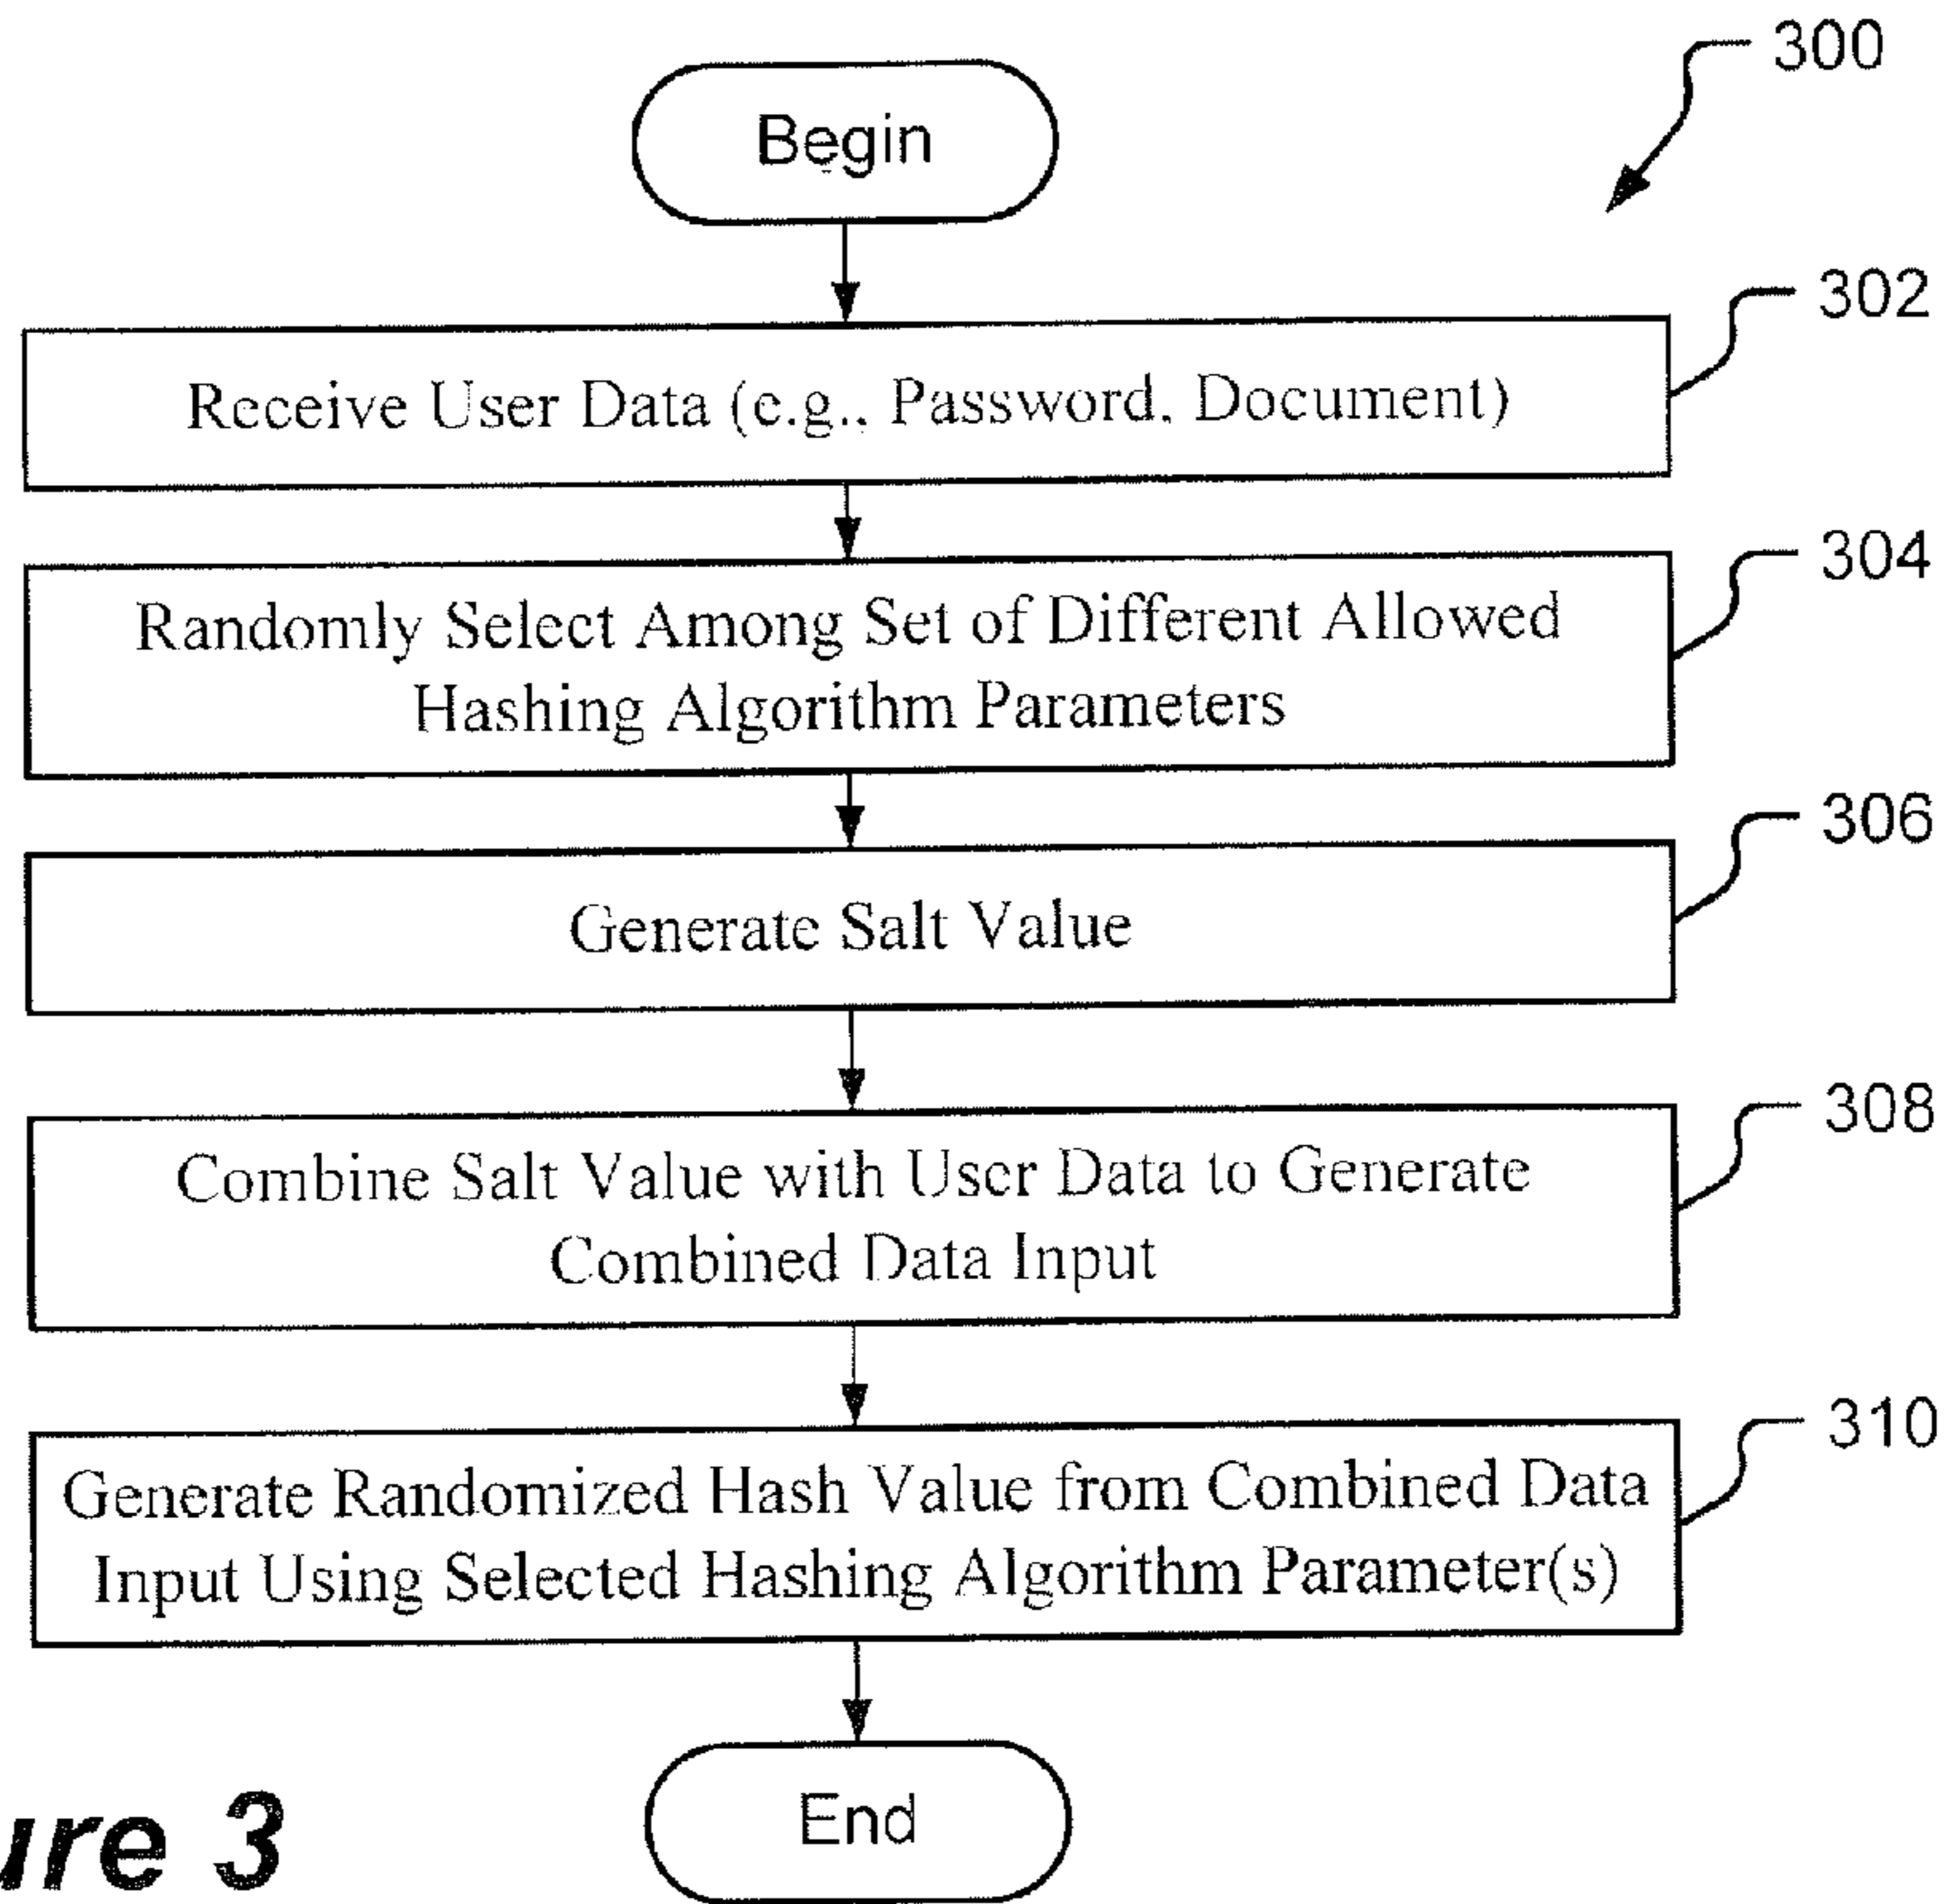 300
Begin
302
Receive User Data (e.g., Password, Document)
304
Randomly Select Among Set of Different Allowed
Hashing Algorithm Parameters
306
Generate Salt Value
308
Combine Salt Value with User Data to Generate
Combined Data Input
310
Generate Randomized Hash Value from Combined Data
Input Using Selected Hashing Algorithm Parameter(s)
End
ure 3